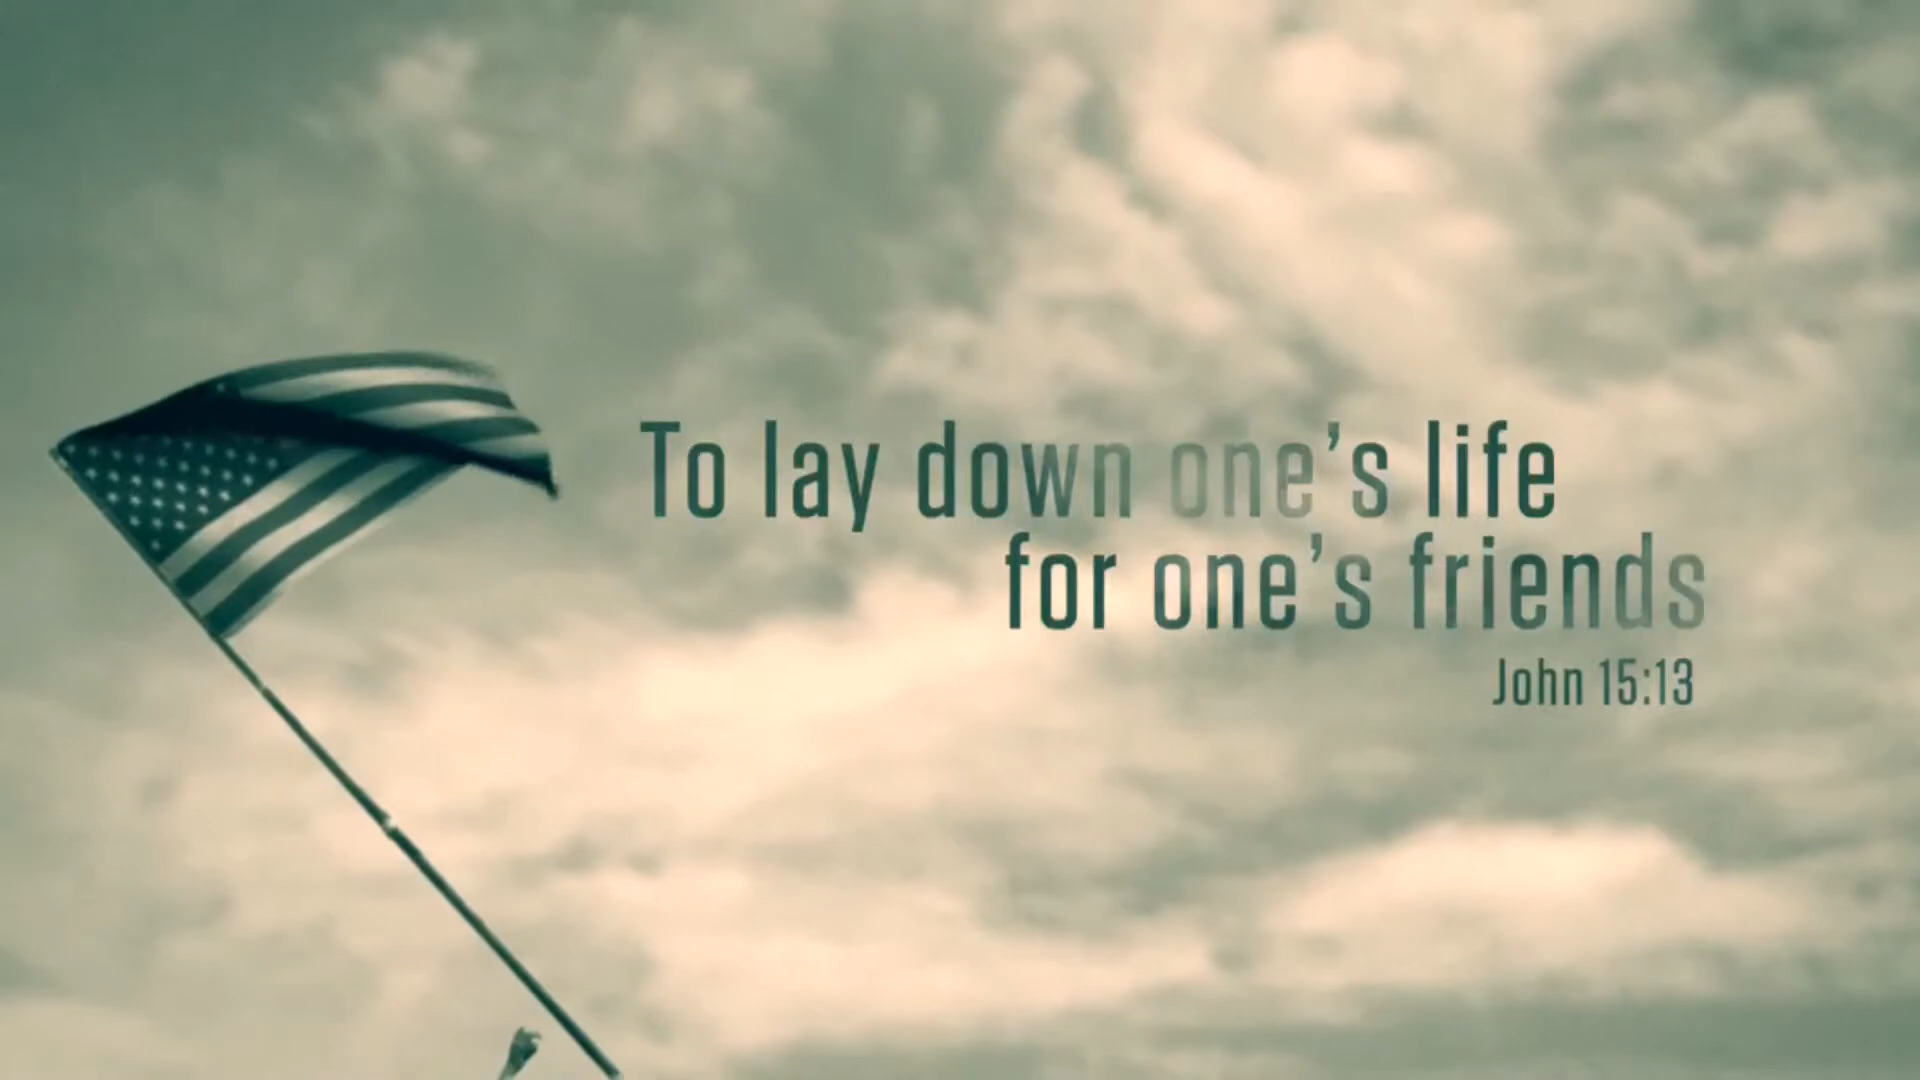 To lay down one’s life
for one’s friends
John 15:13